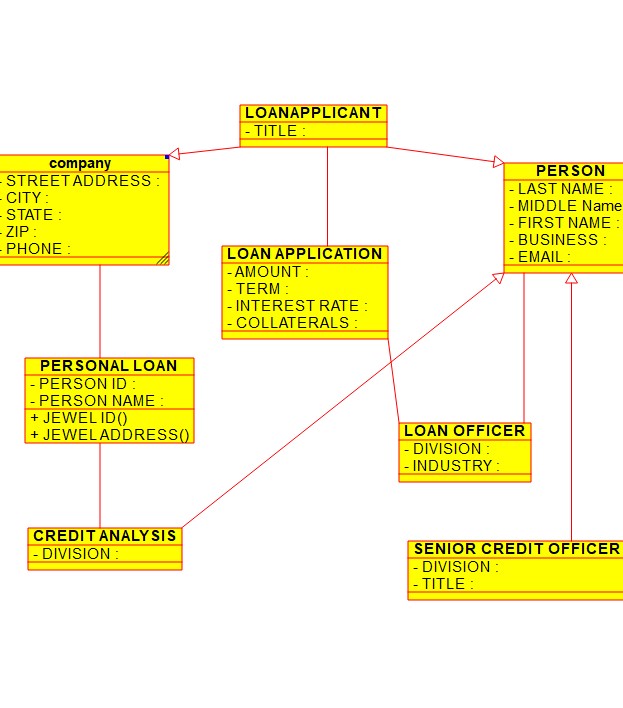 LOANAPPLICANT
- TITLE :
company
- STREET ADDRESS :
- CITY :
- STATE :
- ZIP :
- PHONE :
PERSON
- LAST NAME :
- MIDDLE Name
- FIRST NAME :
- BUSINESS :
- EMAIL :
LOAN APPLICATION
- AMOUNT :
- TERM :
- INTEREST RATE :
- COLLATERALS :
PERSONAL LOAN
- PERSON ID :
- PERSON NAME :
+ JEWEL ID()
+ JEWEL ADDRESS()
LOAN OFFICER
- DIVISION :
- INDUSTRY :
CREDIT ANALYSIS
- DIVISION :
SENIOR CREDIT OFFICER
- DIVISION :
- TITLE :